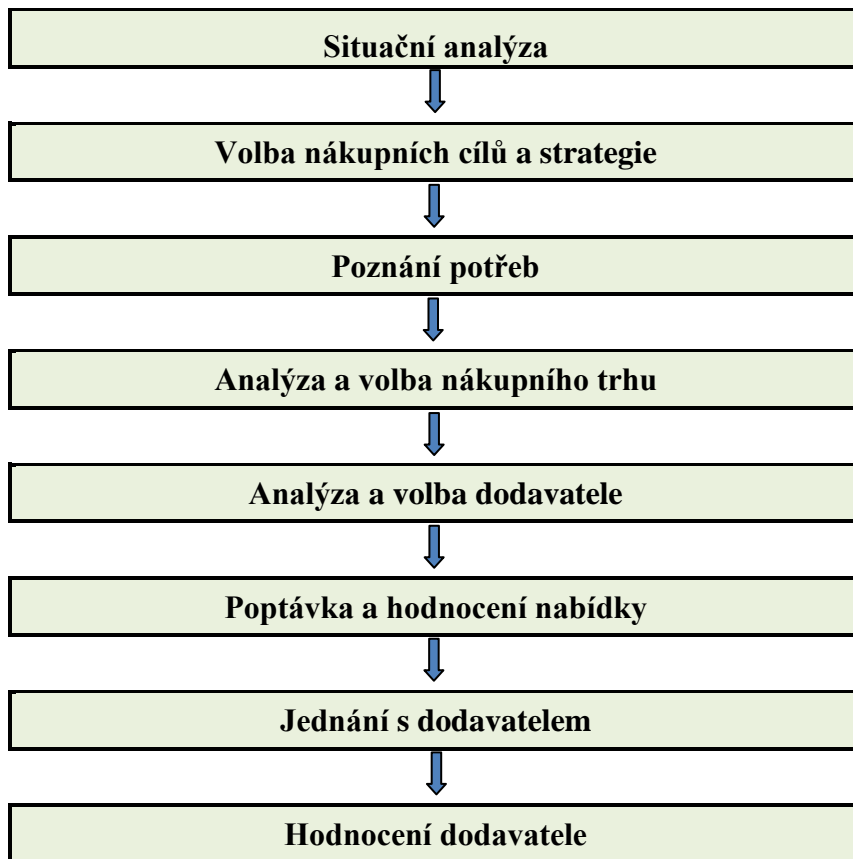 Situační analýza
Volba nákupních cílů a strategie
Poznání potřeb
Analýza a volba nákupního trhu
Analýza a volba dodavatele
Poptávka a hodnocení nabídky
Jednání s dodavatelem
Hodnocení dodavatele